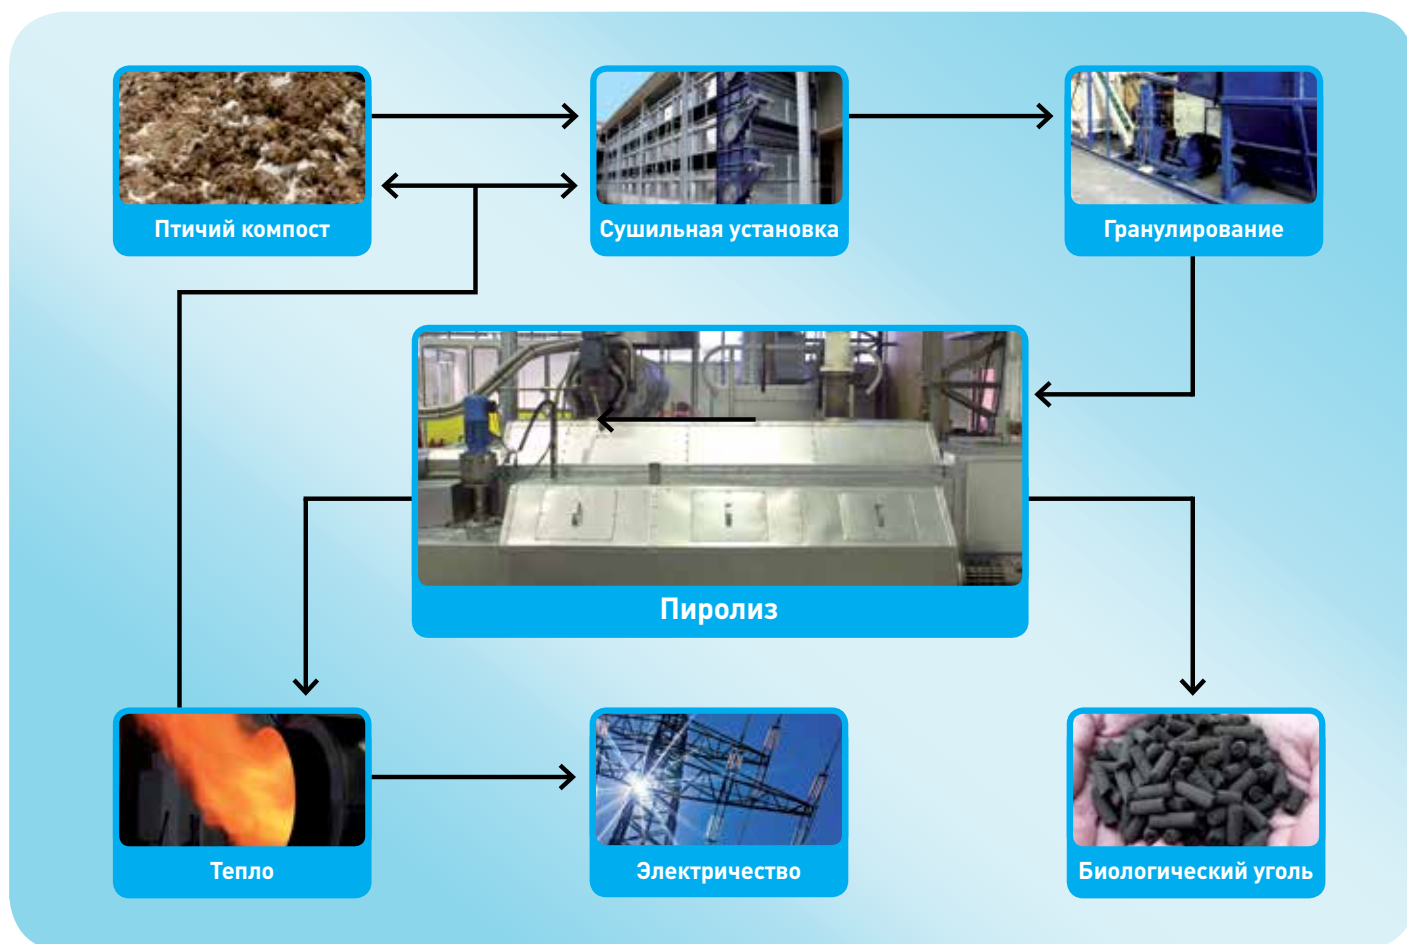 Птичий компост
Сушильная установка
Гранулирование
Пиролиз
Тепло
Электричество
Биологический уголь